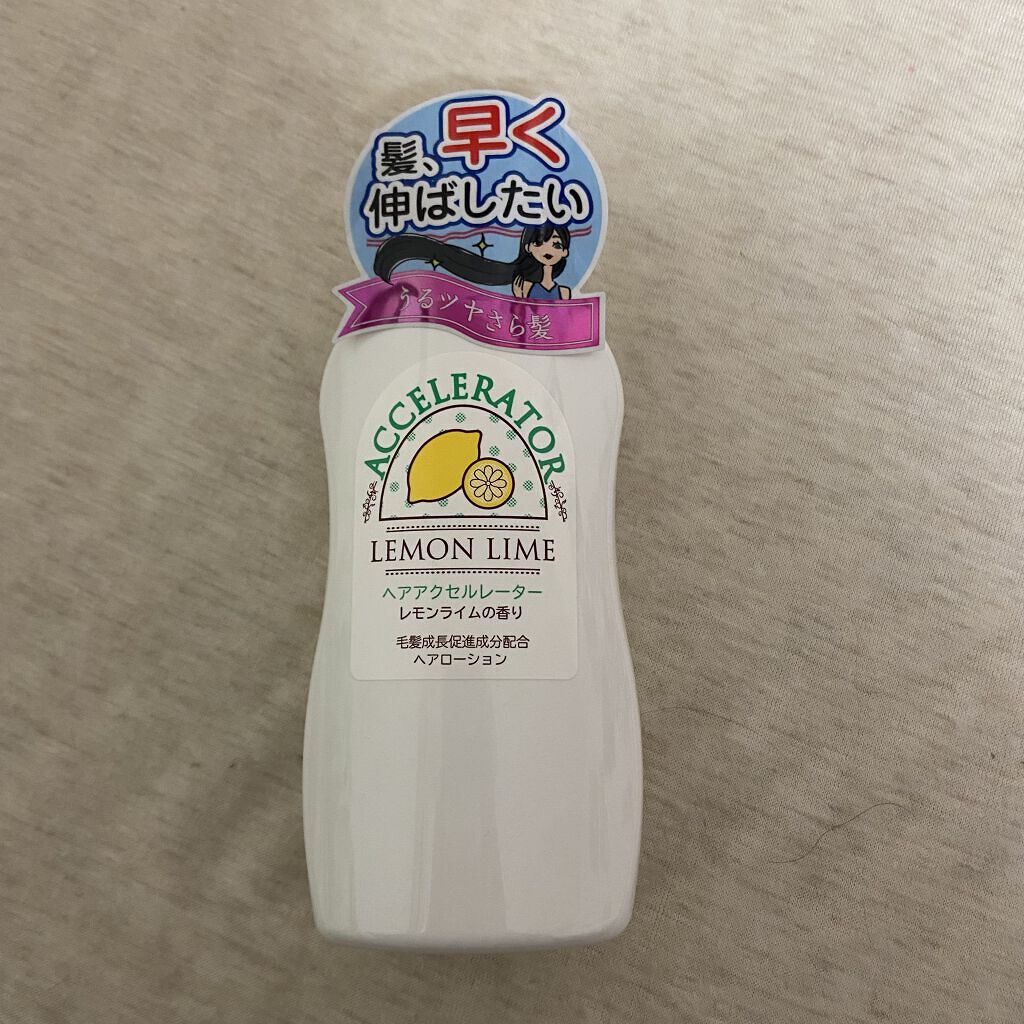 髪、早く
伸ばしたい
うるツヤさら髪
ACCELERATOR
LEMON LIME
ヘアアクセルレーター
レモンライムの香り
毛髪成長促進成分配合
ヘアローション